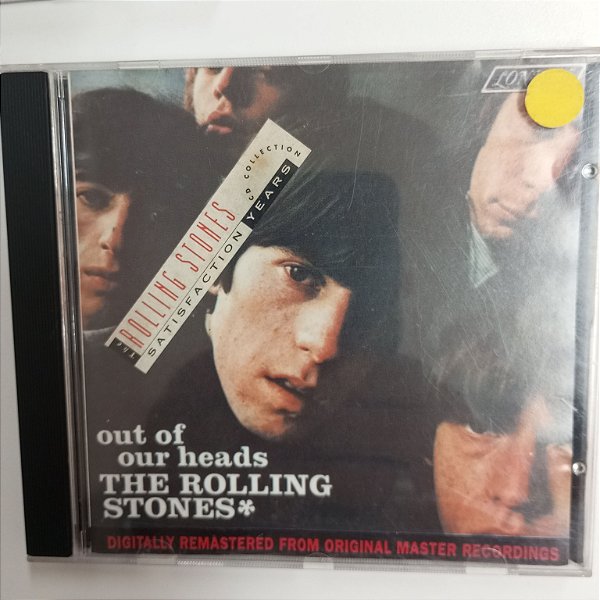 The
ROLLING STONES
SATISFACTION YEARS
CD COLLECTION
out of
our heads
THE ROLLING
STONES*
DIGITALLY REMASTERED FROM ORIGINAL MASTER RECORDINGS